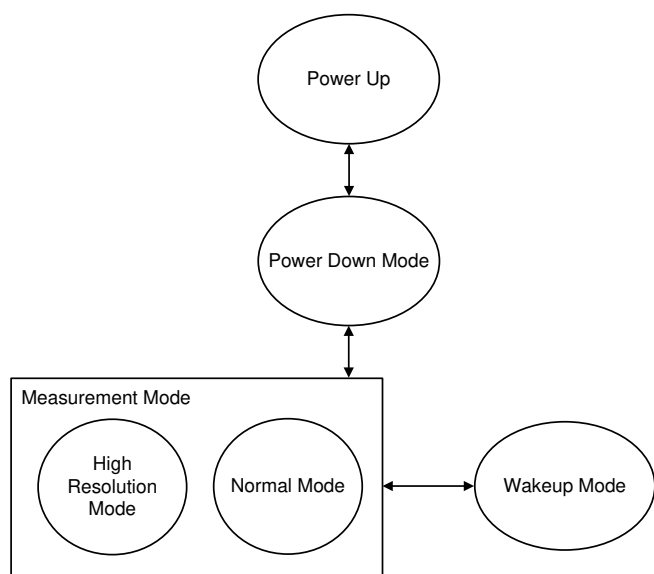 Power Up
Power Down Mode
Measurement Mode
High
Resolution
Mode
Normal Mode
Wakeup Mode